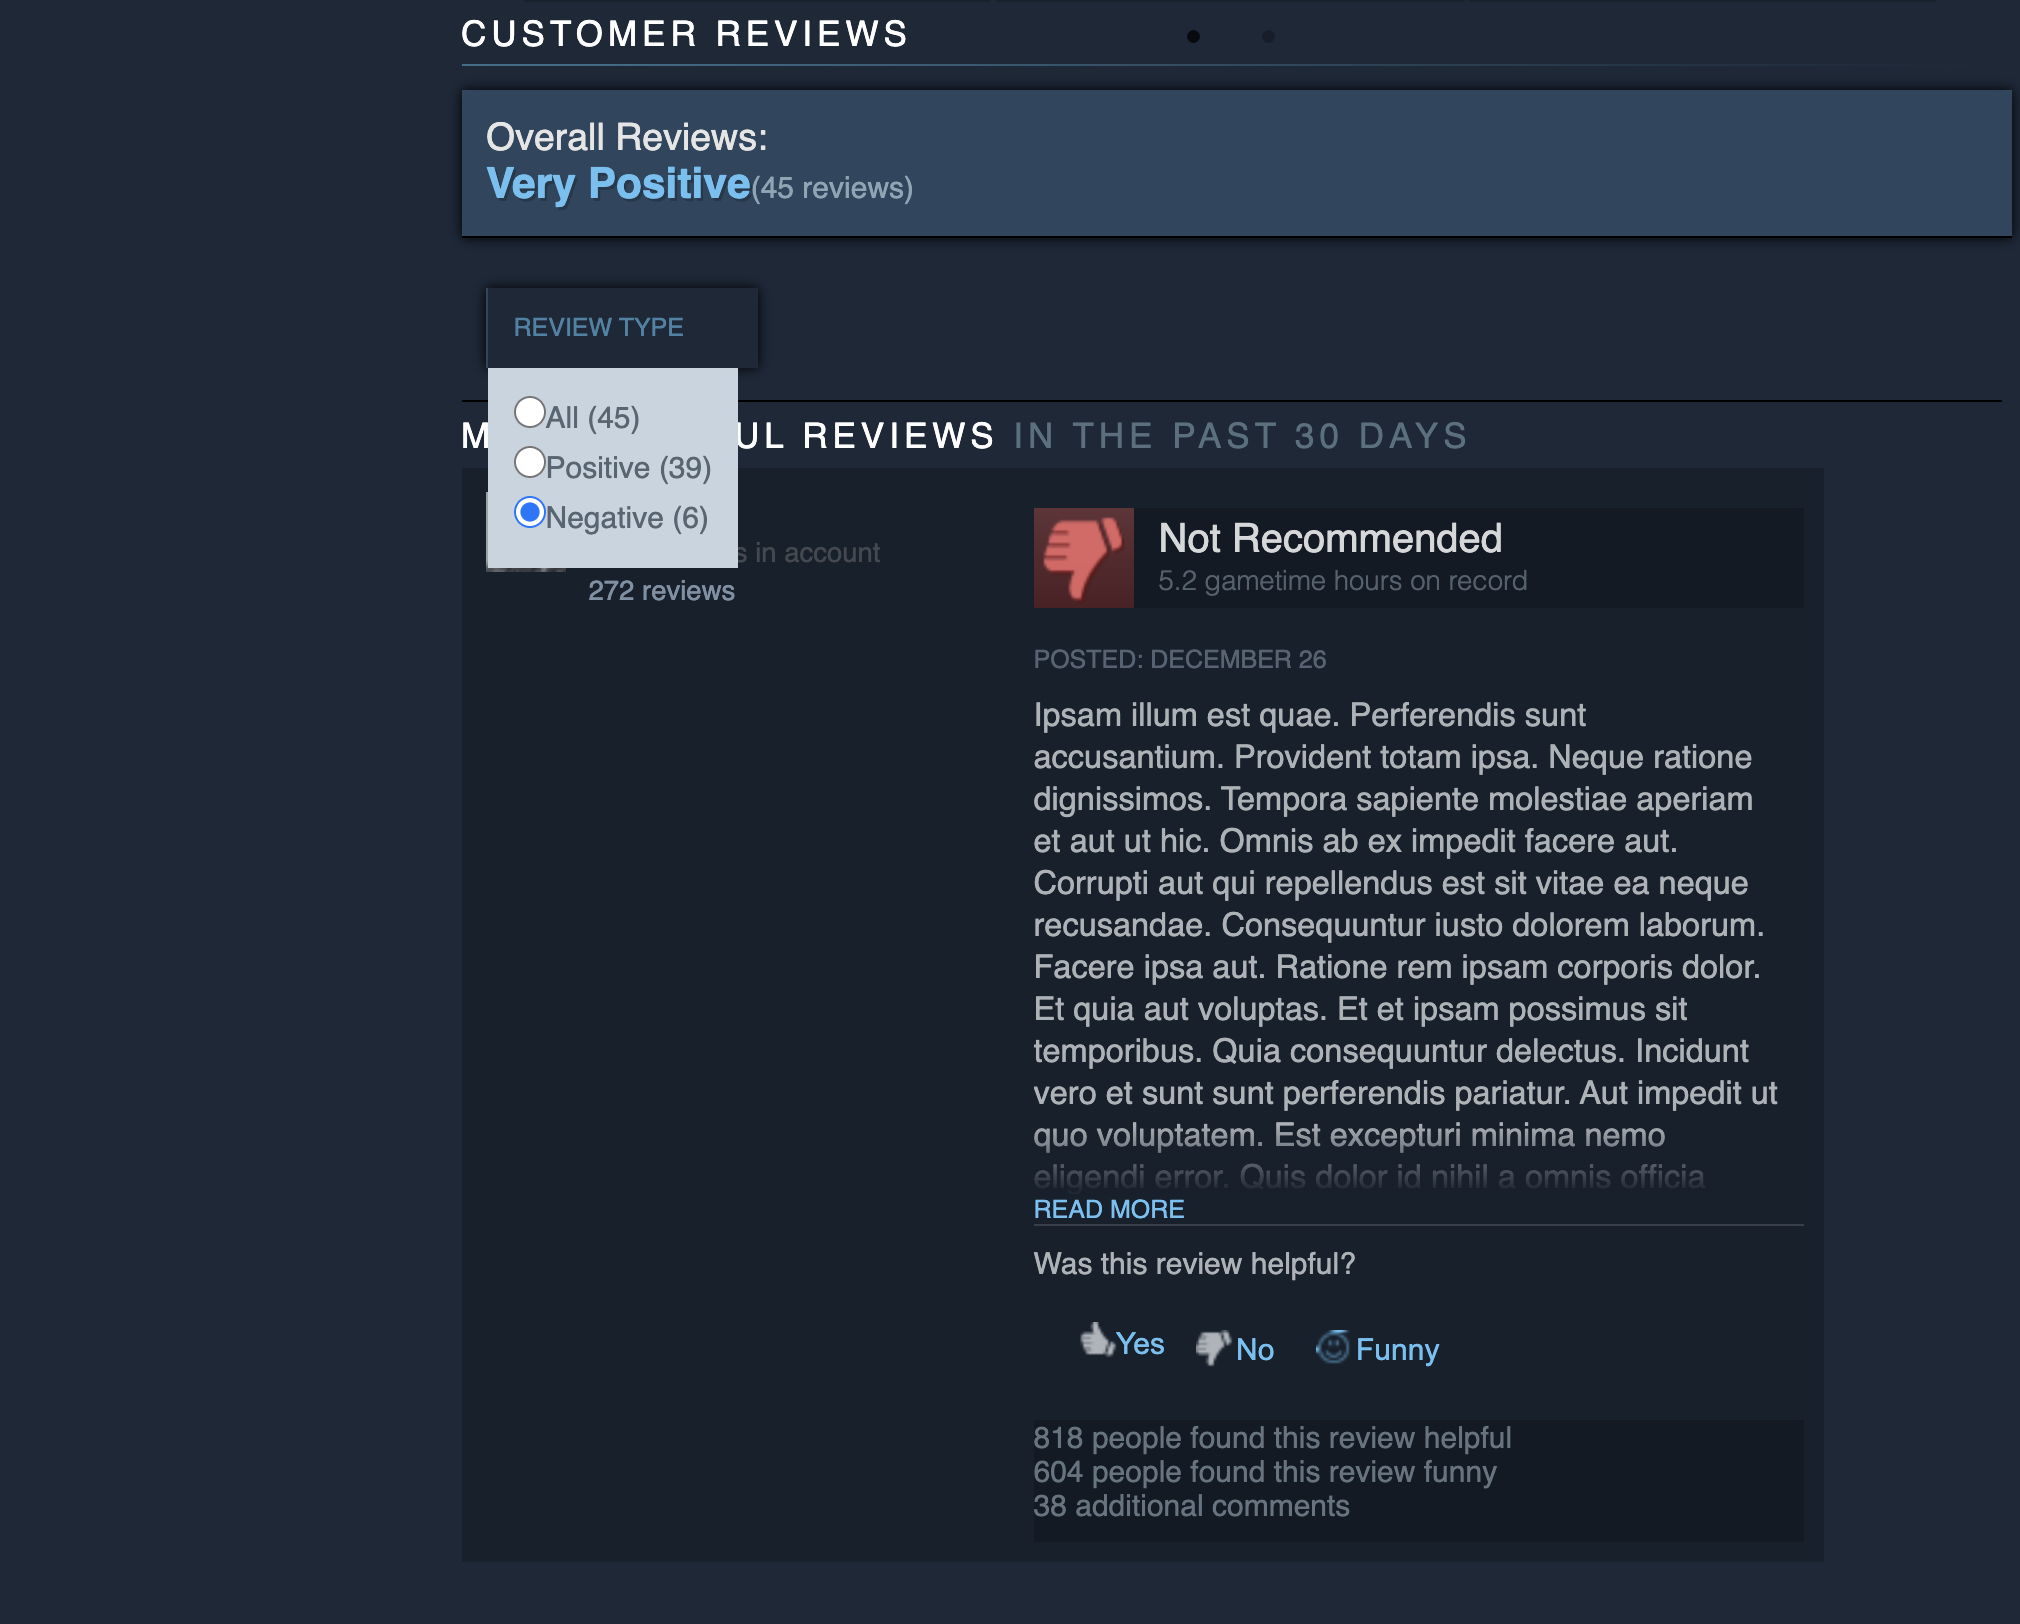 CUSTOMER REVIEWS
Overall Reviews:
Very Positive(45 reviews)
REVIEW TYPE
All (45)
Positive (39)
Negative (6)
REVIEWS IN THE PAST 30 DAYS
in account
272 reviews
Not Recommended
5.2 gametime hours on record
POSTED: DECEMBER 26
Ipsam illum est quae. Perferendis sunt
accusantium. Provident totam ipsa. Neque ratione
dignissimos. Tempora sapiente molestiae aperiam
et aut ut hic. Omnis ab ex impedit facere aut.
Corrupti aut qui repellendus est sit vitae ea neque
recusandae. Consequuntur iusto dolorem laborum.
Facere ipsa aut. Ratione rem ipsam corporis dolor.
Et quia aut voluptas. Et et ipsam possimus sit
temporibus. Quia consequuntur delectus. Incidunt
vero et sunt sunt perferendis pariatur. Aut impedit ut
quo voluptatem. Est excepturi minima nemo
eligendi error. Quis dolor id nihil a omnis officia
READ MORE
Was this review helpful?
Yes
No
Funny
818 people found this review helpful
604 people found this review funny
38 additional comments